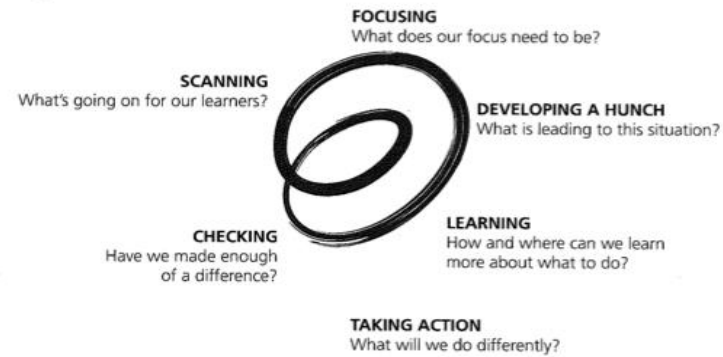 FOCUSING
What does our focus need to be?
SCANNING
What's going on for our learners?
DEVELOPING A HUNCH
What is leading to this situation?
LEARNING
How and where can we learn
more about what to do?
CHECKING
Have we made enough
of a difference?
TAKING ACTION
What will we do differently?